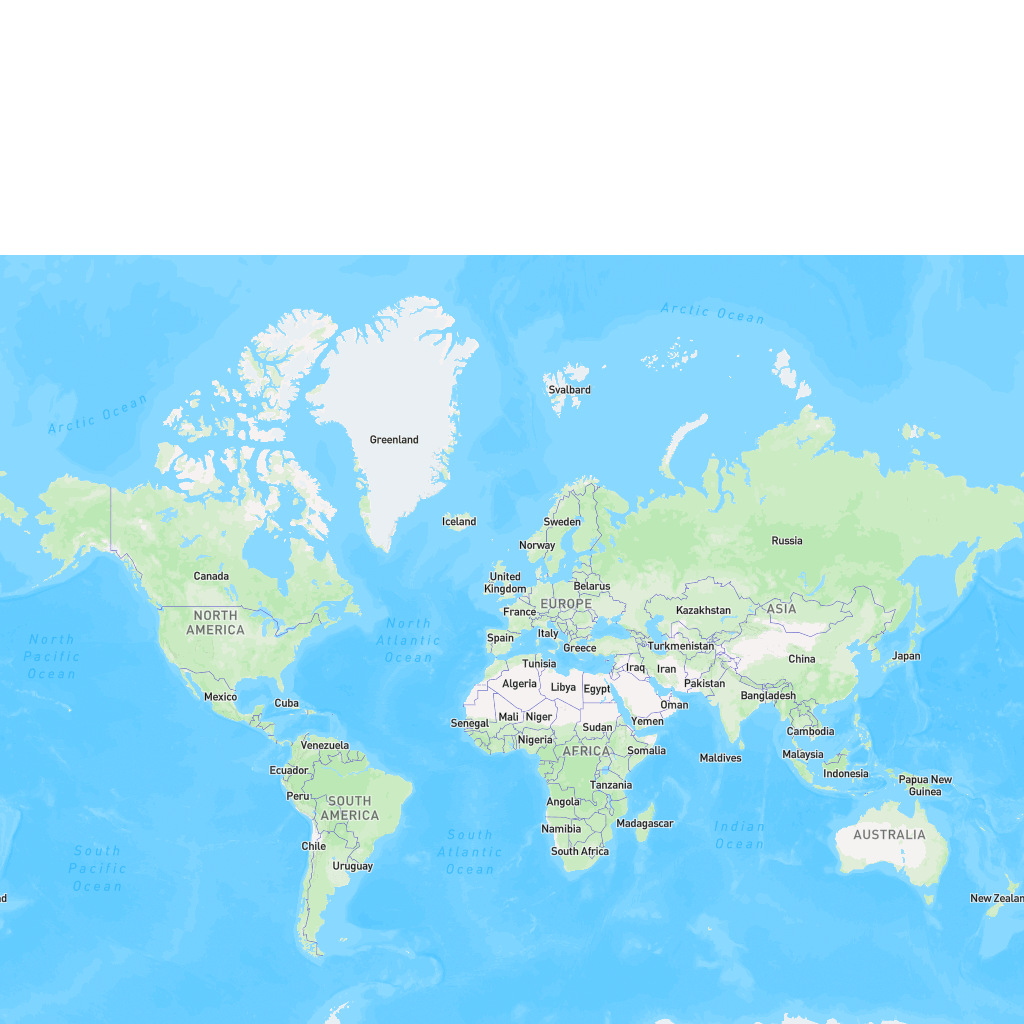 Arctic Ocean
Svalbard
Arctic Ocean
Greenland
Iceland
Sweden
Norway
Russia
Canada
United
Kingdom
Belarus
EUROPE
France
Kazakhstan
ASIA
NORTH
AMERICA
North
Atlantic
Ocean
North
Pacific
Ocean
Spain
Italy
Greece
Turkmenistan
China
Japan
Tunisia
Iraq
Iran
Algeria
Libya
Egypt
Pakistan
Bangladesh
Mexico
Cuba
Oman
Senegal
Mali
Niger
Sudan
Yemen
Cambodia
Venezuela
Nigeria
AFRICA
Somalia
Maldives
Malaysia
Ecuador
Indonesia
Papua New
Guinea
Peru
Tanzania
SOUTH
AMERICA
Angola
Madagascar
Namibia
Indian
Ocean
AUSTRALIA
Chile
South
Atlantic
Ocean
South Africa
Uruguay
South
Pacific
Ocean
nd
New Zealan